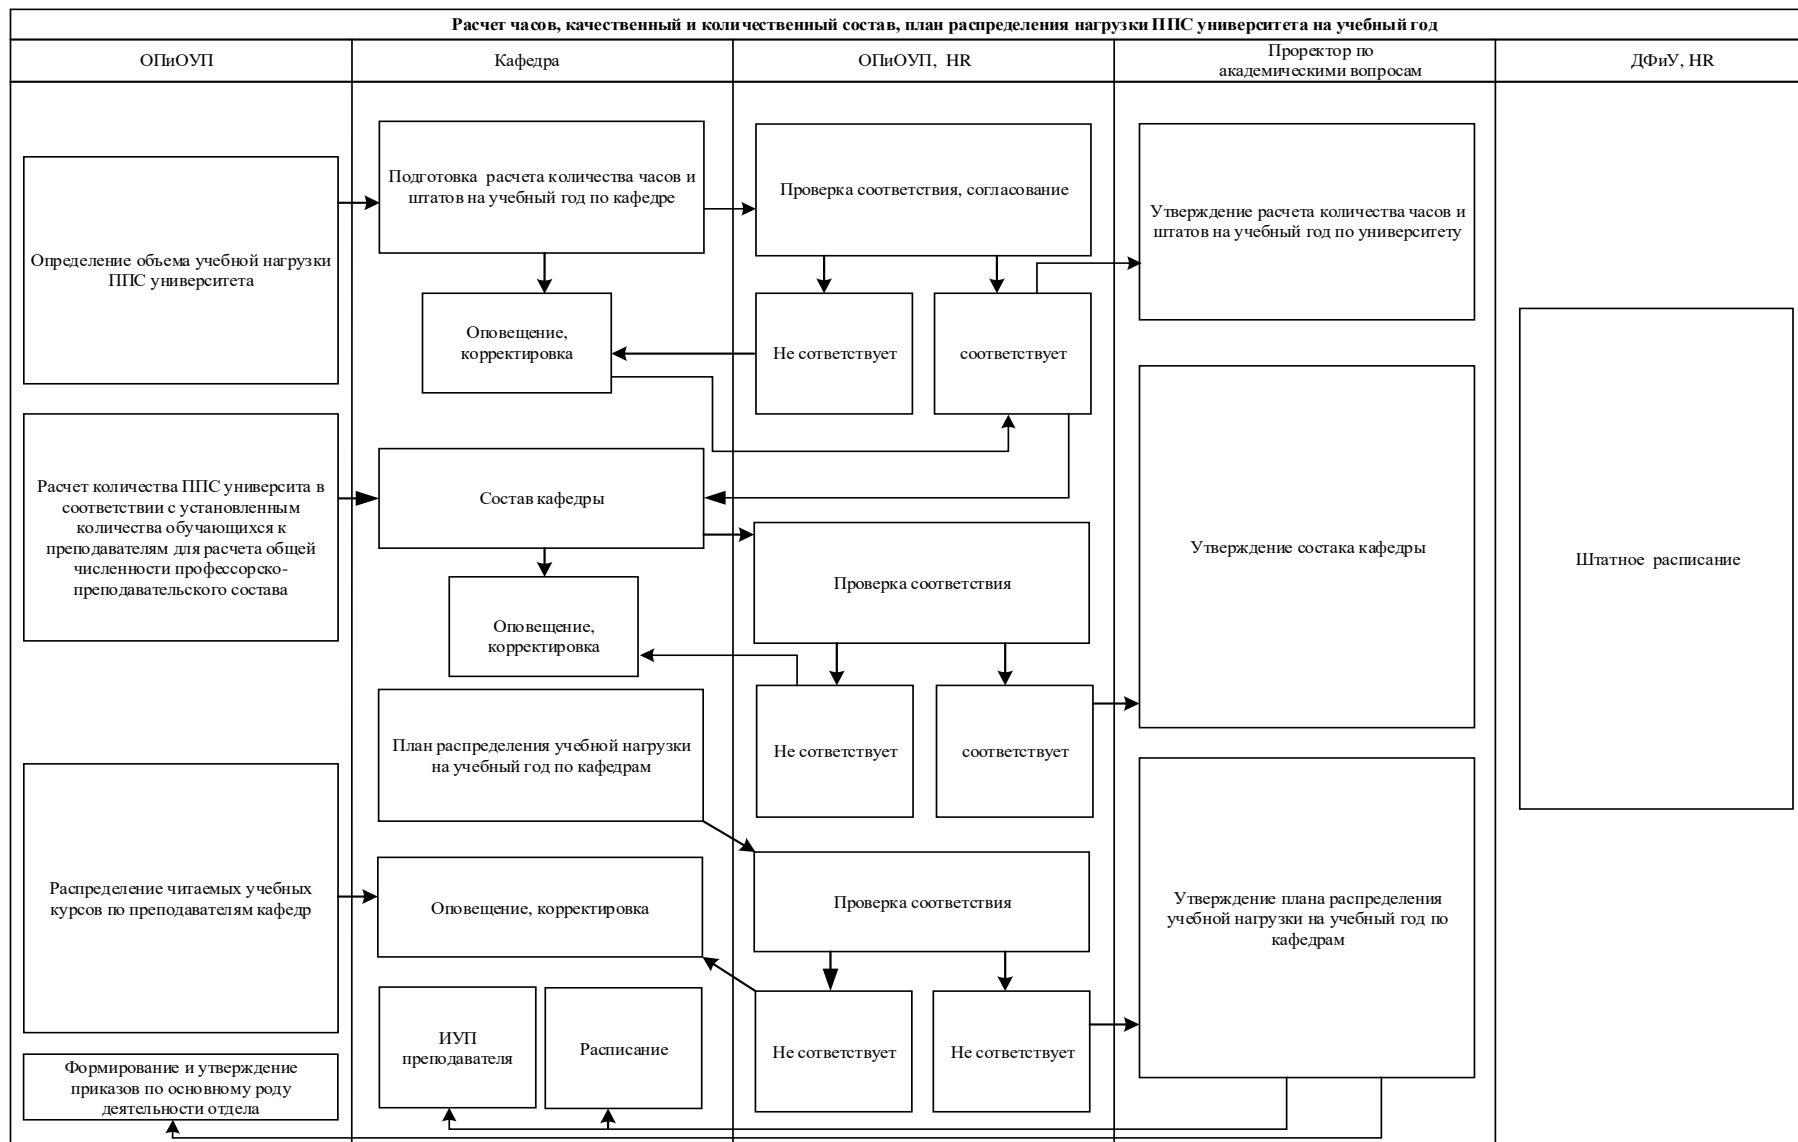 Расчет часов, качественный и количественный состав, план распределения нагрузки ППС университета на учебный год
ОПиОУП
Кафедра
ОПиОУП, HR
Проректор по
академическими вопросам
ДФиУ, HR
Определение объема учебной нагрузки
ППС университета
Подготовка расчета количества часов и
штатов на учебный год по кафедре
Проверка соответствия, согласование
Утверждение расчета количества часов и
штатов на учебный год по университету
Оповещение,
корректировка
Не сответствует
соответствует
Расчет количества ППС университа в
соответствии с установленным
количества обучающихся к
преподавателям для расчета общей
численности профессорско-
преподавательского состава
Состав кафедры
Проверка соответствия
Утверждение состака кафедры
Штатное расписание
Оповещение,
корректировка
Не сответствует
соответствует
План распределения учебной нагрузки
на учебный год по кафедрам
Распределение читаемых учебных
курсов по преподавателям кафедр
Оповещение, корректировка
Проверка соответствия
Утверждение плана распределения
учебной нагрузки на учебный год по
кафедрам
ИУП
преподавателя
Расписание
Не сответствует
Не сответствует
Формирование и утверждение
приказов по основному роду
деятельности отдела